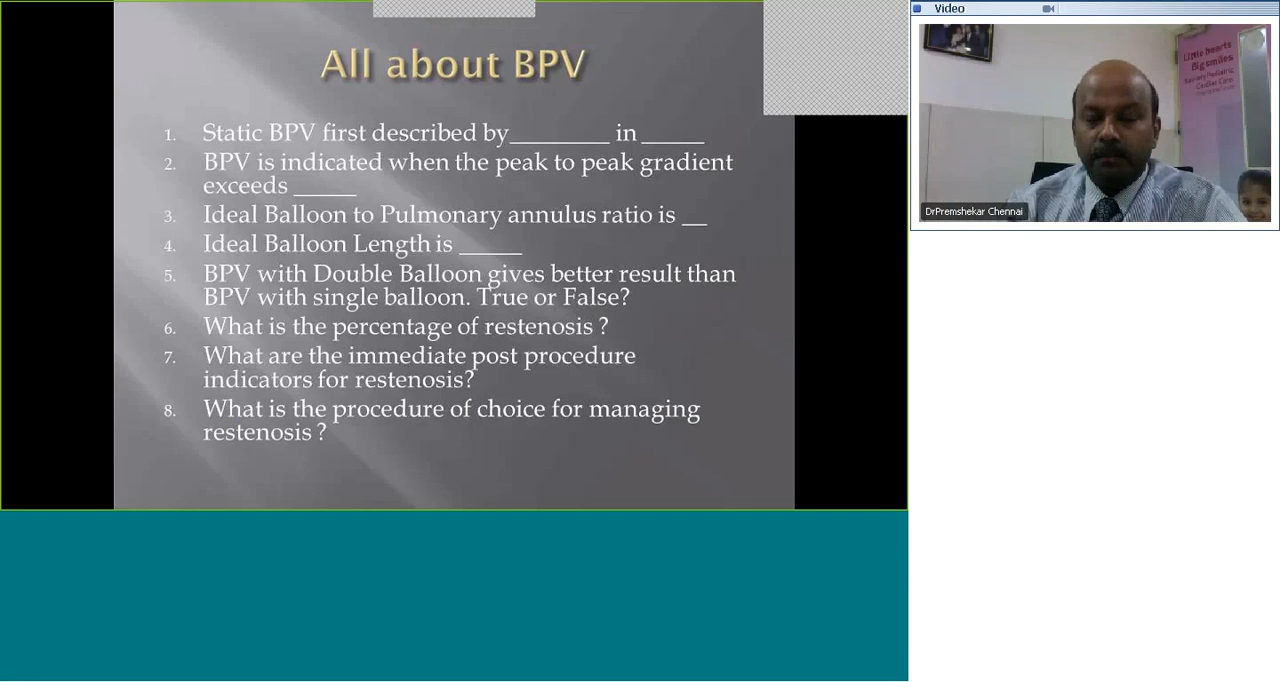 All about BPV
1. Static BPV first described by_________ in ______
2. BPV is indicated when the peak to peak gradient
exceeds ______
3. Ideal Balloon to Pulmonary annulus ratio is __
4. Ideal Balloon Length is ______
5. BPV with Double Balloon gives better result than
BPV with single balloon. True or False?
6. What is the percentage of restenosis ?
7. What are the immediate post procedure
indicators for restenosis?
8. What is the procedure of choice for managing
restenosis ?
Video
Little hearts
Big smiles
DrPremshekar Chennai